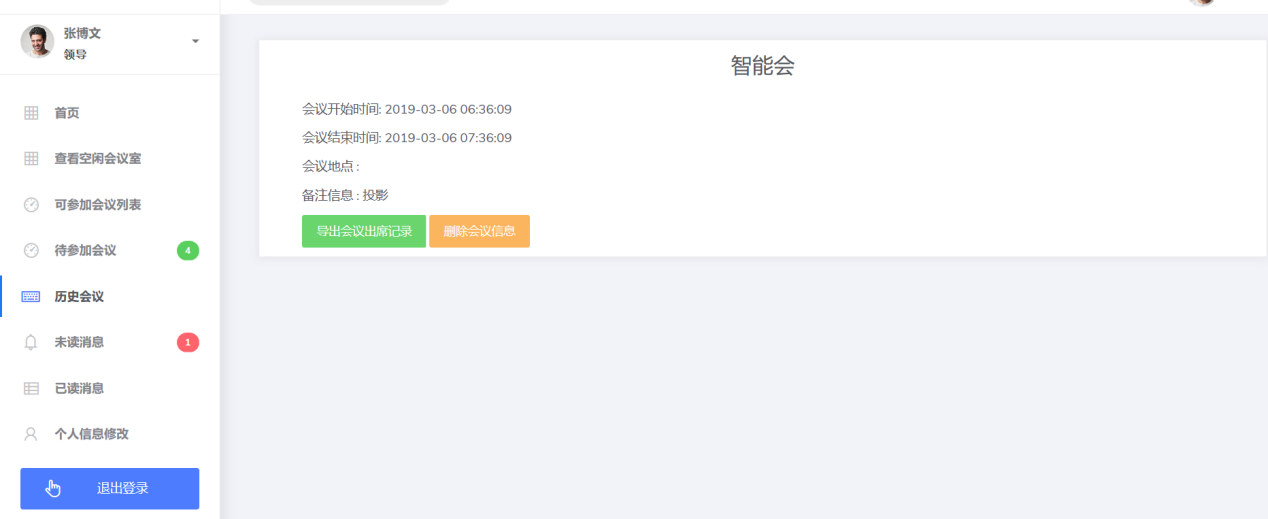 张博文
领导
首页
查看空闲会议室
可参加会议列表
待参加会议 4
历史会议
未读消息 1
已读消息
个人信息修改
退出登录
智能会
会议开始时间: 2019-03-06 06:36:09
会议结束时间: 2019-03-06 07:36:09
会议地点 :
备注信息 : 投影
导出会议出席记录 删除会议信息